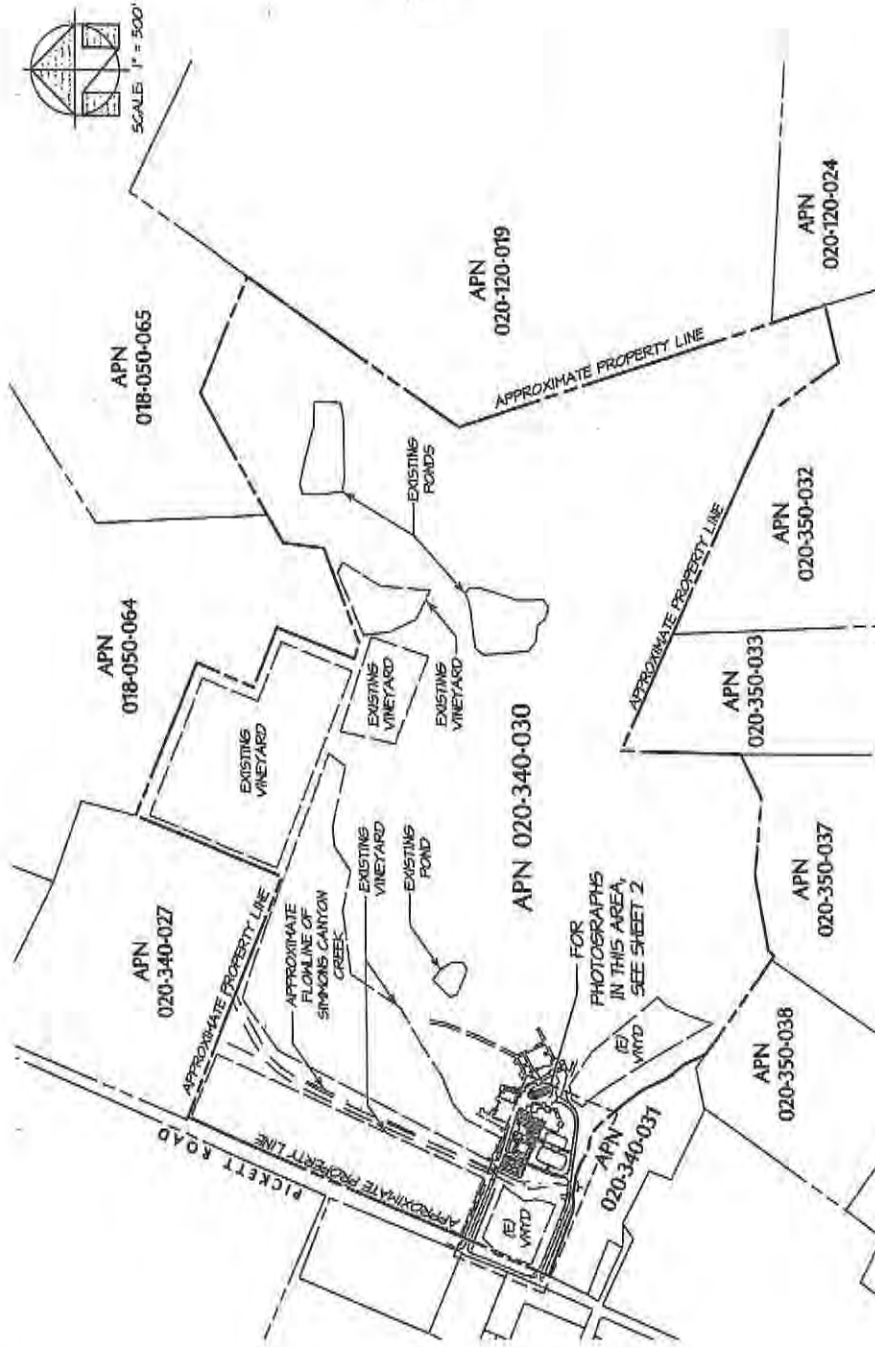 SCALE: 1" = 500'
APN
018-050-065
APN
018-050-064
APN
020-120-019
APN
020-120-024
APPROXIMATE PROPERTY LINE
EXISTING
PONDS
EXISTING
VINEYARD
EXISTING
VINEYARD
EXISTING
VINEYARD
APN
020-340-027
APPROXIMATE PROPERTY LINE
APPROXIMATE
FLOWLINE OF
SIMMONS CANYON
CREEK
EXISTING
VINEYARD
EXISTING
POND
APN 020-340-030
APPROXIMATE PROPERTY LINE
APN
020-350-032
APN
020-350-033
PICKETT ROAD
APPROXIMATE PROPERTY LINE
APPROXIMATE PROPERTY LINE
FOR
PHOTOGRAPHS
IN THIS AREA,
SEE SHEET 2
(E)
VNYD
(E)
VNYD
APN
020-340-031
APN
020-350-037
APN
020-350-038